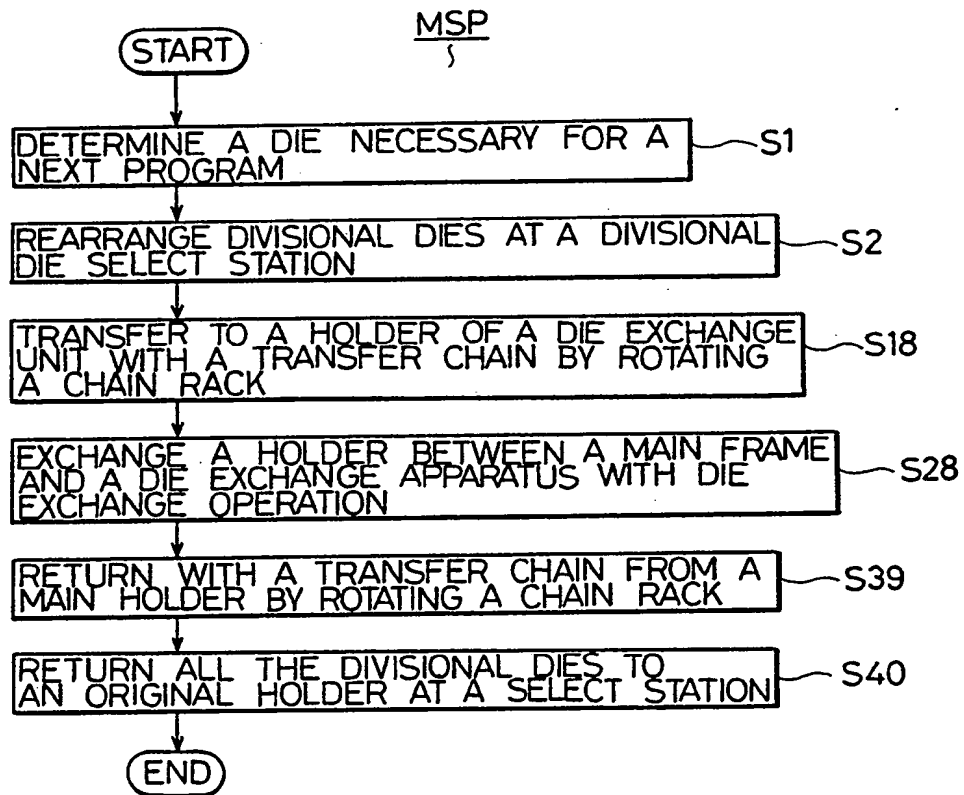 MSP
START
DETERMINE A DIE NECESSARY FOR A
NEXT PROGRAM
S1
REARRANGE DIVISIONAL DIES AT A DIVISIONAL
DIE SELECT STATION
S2
TRANSFER TO A HOLDER OF A DIE EXCHANGE
UNIT WITH A TRANSFER CHAIN BY ROTATING
A CHAIN RACK
S18
EXCHANGE A HOLDER BETWEEN A MAIN FRAME
AND A DIE EXCHANGE APPARATUS WITH DIE
EXCHANGE OPERATION
S28
RETURN WITH A TRANSFER CHAIN FROM A
MAIN HOLDER BY ROTATING A CHAIN RACK
S39
RETURN ALL THE DIVISIONAL DIES TO
AN ORIGINAL HOLDER AT A SELECT STATION
S40
END